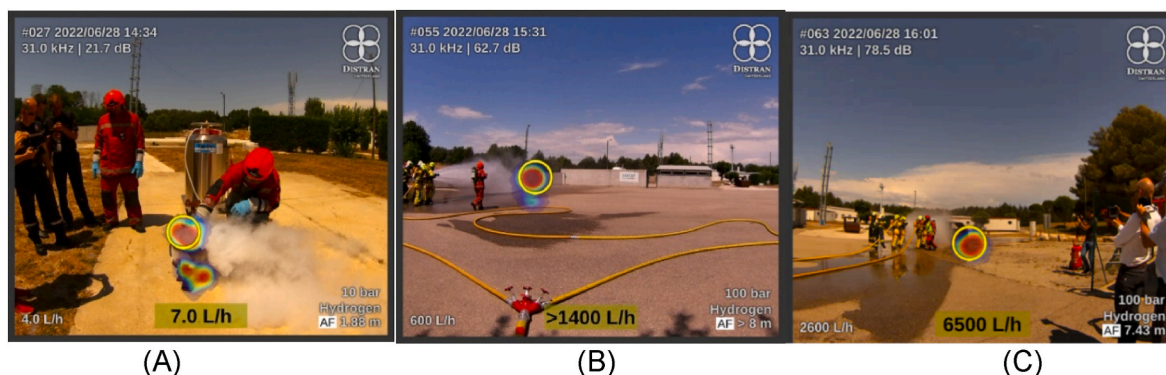 #027 2022/06/28 14:34
31.0 kHz | 21.7 dB
DISTRAN
SWITZERLAND
10 bar
Hydrogen
AF 1.88 m
4.0 L/h
7.0 L/h
(A)
#055 2022/06/28 15:31
31.0 kHz | 62.7 dB
DISTRAN
SWITZERLAND
100 bar
Hydrogen
AF > 8 m
600 L/h
>1400 L/h
(B)
#063 2022/06/28 16:01
31.0 kHz | 78.5 dB
DISTRAN
SWITZERLAND
100 bar
Hydrogen
AF 7.43 m
2600 L/h
6500 L/h
(C)